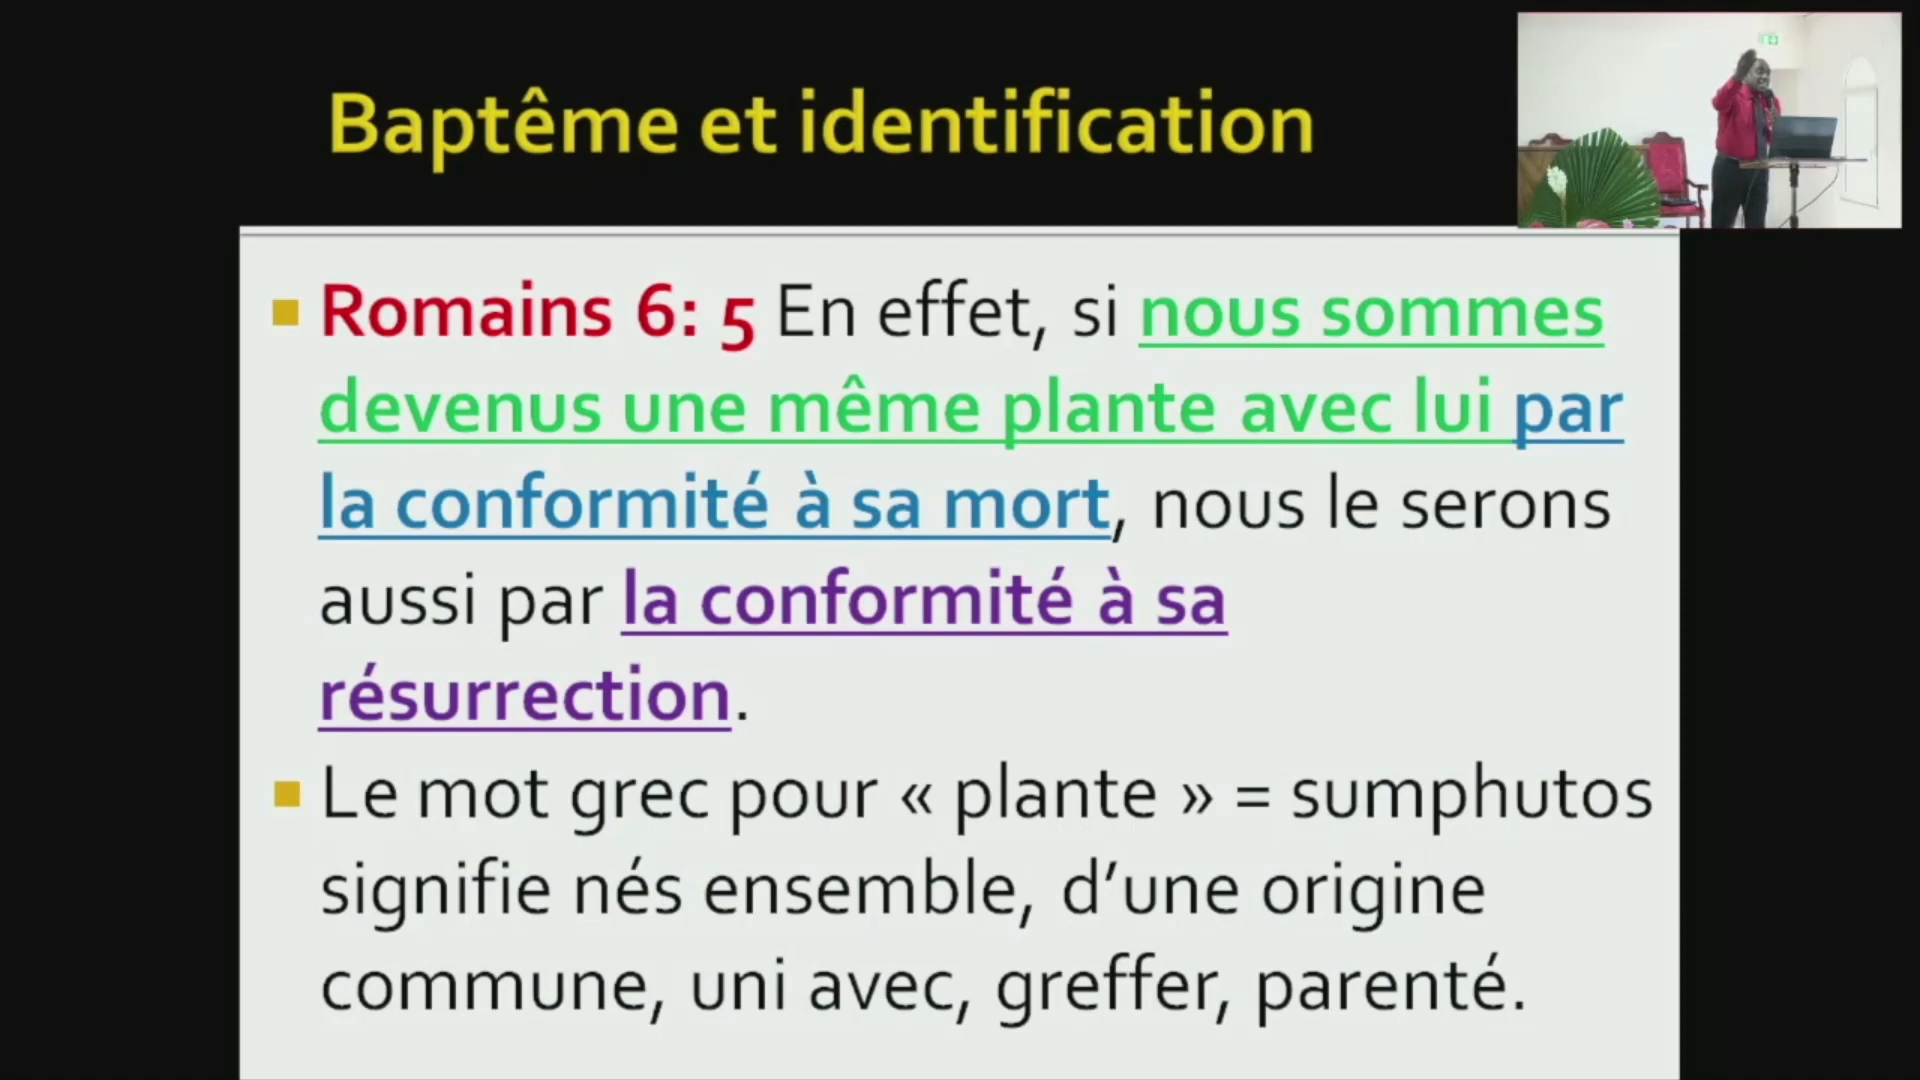 Baptême et identification
Romains 6: 5 En effet, si nous sommes
devenus une même plante avec lui par
la conformité à sa mort, nous le serons
aussi par la conformité à sa
résurrection.
Le mot grec pour « plante » = sumphutos
signifie nés ensemble, d’une origine
commune, uni avec, greffer, parenté.